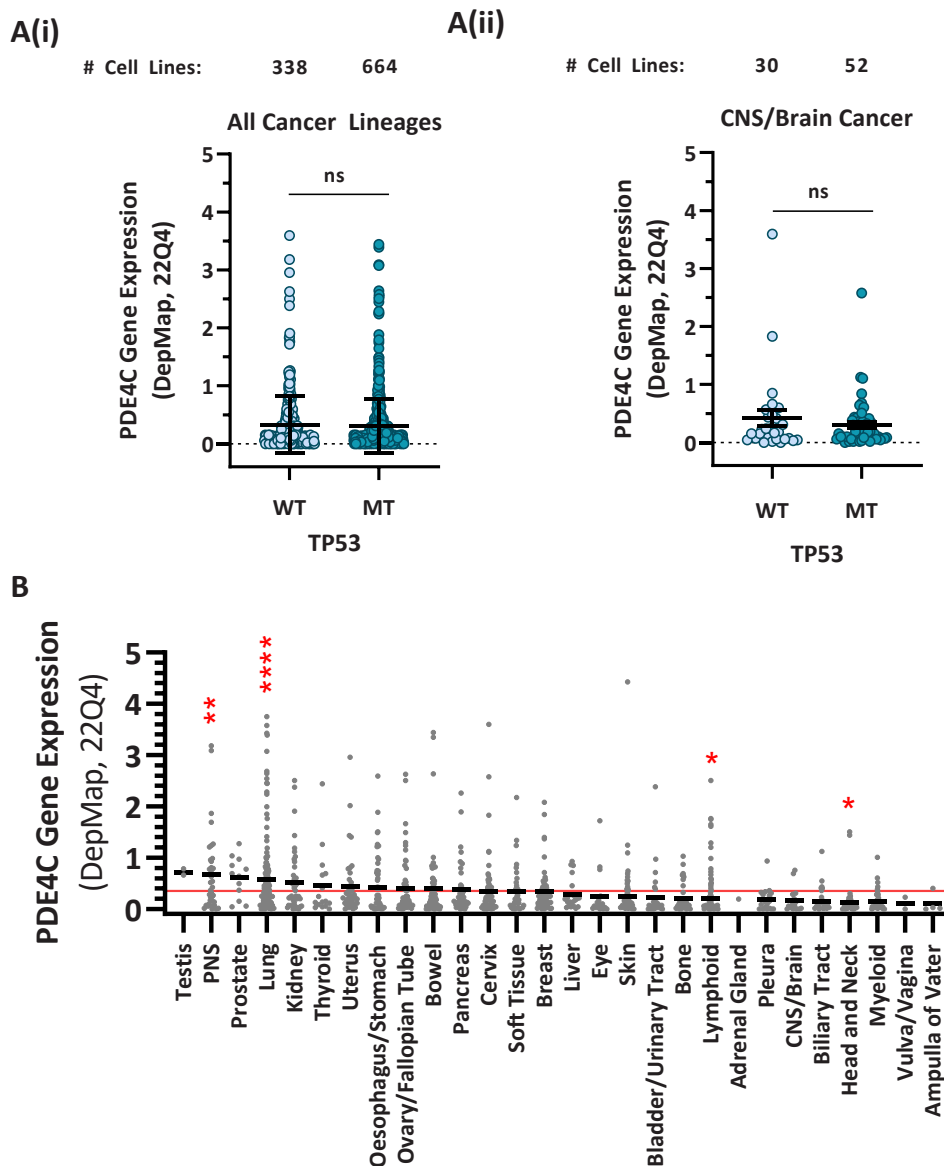 A(i)
# Cell Lines: 338 664
All Cancer Lineages
ns
PDE4C Gene Expression
(DepMap, 22Q4)
5
4
3
2
1
0
WT MT
TP53
A(ii)
# Cell Lines: 30 52
CNS/Brain Cancer
ns
PDE4C Gene Expression
(DepMap, 22Q4)
5
4
3
2
1
0
WT MT
TP53
B
PDE4C Gene Expression
(DepMap, 22Q4)
5
4
3
2
1
0
**
****
*
*
Testis
PNS
Prostate
Lung
Kidney
Thyroid
Uterus
Oesophagus/Stomach
Ovary/Fallopian Tube
Bowel
Pancreas
Cervix
Soft Tissue
Breast
Liver
Eye
Skin
Bladder/Urinary Tract
Bone
Lymphoid
Adrenal Gland
Pleura
CNS/Brain
Biliary Tract
Head and Neck
Myeloid
Vulva/Vagina
Ampulla of Vater